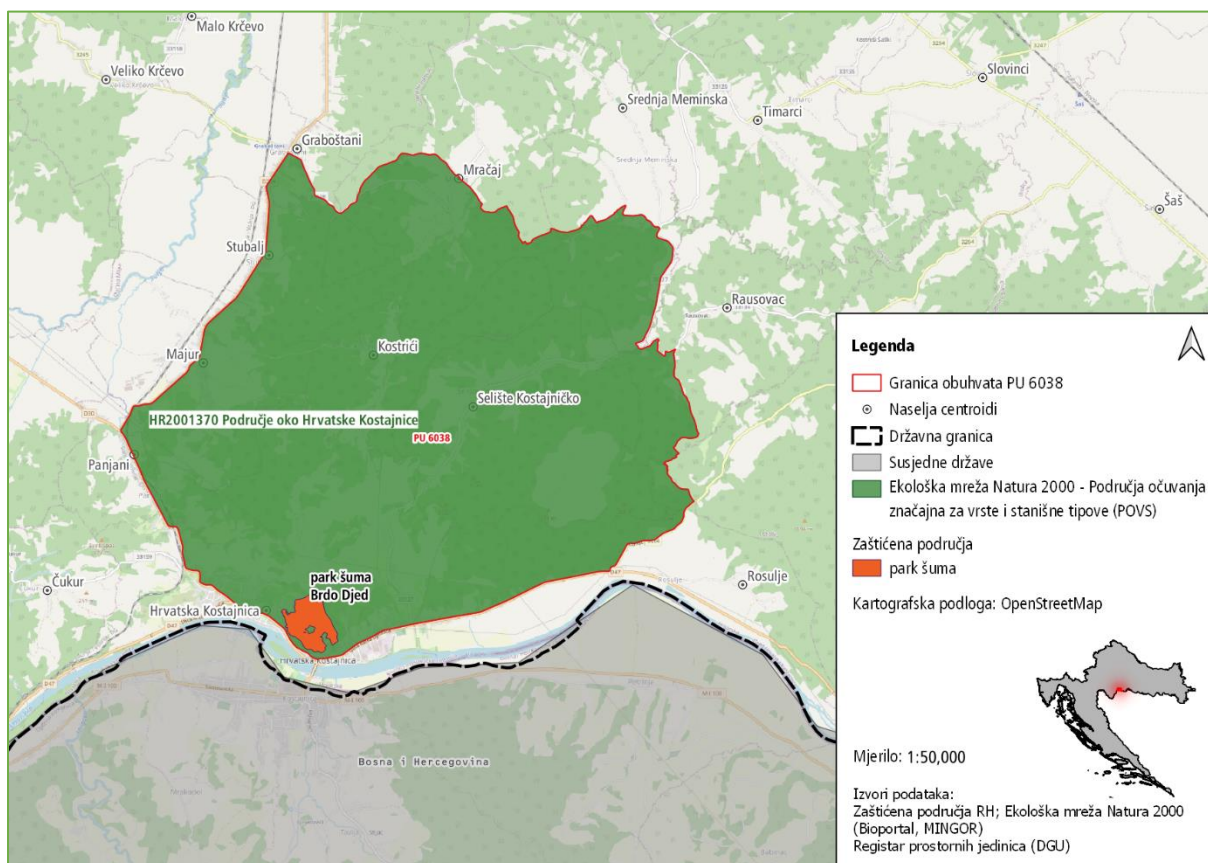 Malo Krčevo
Veliko Krčevo
Slovinci
Srednja Meminska
Timarci
Graboštani
Mračaj
Šaš
Stubalj
Rausovac
Majur
Kostrići
Selište Kostajničko
HR2001370 Područje oko Hrvatske Kostajnice
PU 6038
Panjani
Čukur
park šuma
Brdo Djed
Rosulje
Hrvatska Kostajnica
Hrvatska Kostajnica
Bosna i Hercegovina
Legenda
Granica obuhvata PU 6038
Naselja centroidi
Državna granica
Susjedne države
Ekološka mreža Natura 2000 - Područja očuvanja
značajna za vrste i stanišne tipove (POVS)
Zaštićena područja
park šuma
Kartografska podloga: OpenStreetMap
Mjerilo: 1:50,000
Izvori podataka:
Zaštićena područja RH; Ekološka mreža Natura 2000
(Bioportal, MINGOR)
Registar prostornih jedinica (DGU)